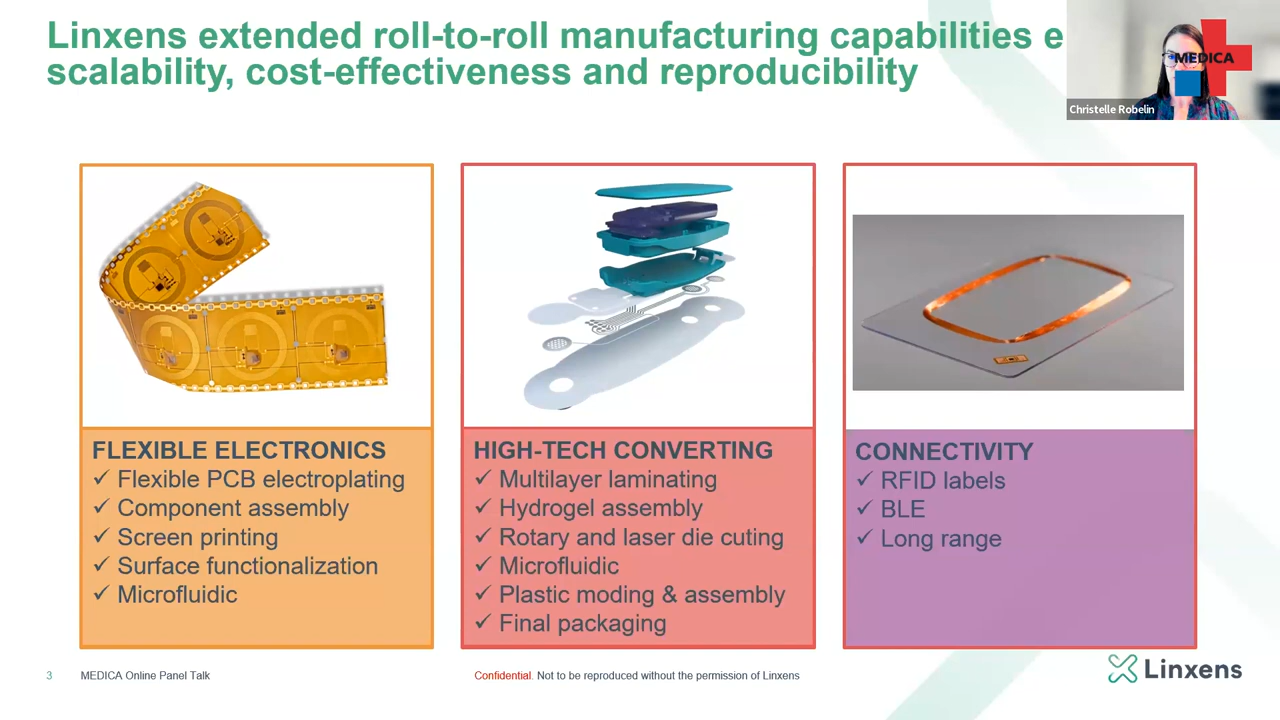 Linxens extended roll-to-roll manufacturing capabilities e
scalability, cost-effectiveness and reproducibility
MEDICA
Christelle Robelin
FLEXIBLE ELECTRONICS
✓ Flexible PCB electroplating
✓ Component assembly
✓ Screen printing
✓ Surface functionalization
✓ Microfluidic
HIGH-TECH CONVERTING
✓ Multilayer laminating
✓ Hydrogel assembly
✓ Rotary and laser die cuting
✓ Microfluidic
✓ Plastic moding & assembly
✓ Final packaging
CONNECTIVITY
✓ RFID labels
✓ BLE
✓ Long range
3 MEDICA Online Panel Talk
Confidential. Not to be reproduced without the permission of Linxens
Linxens